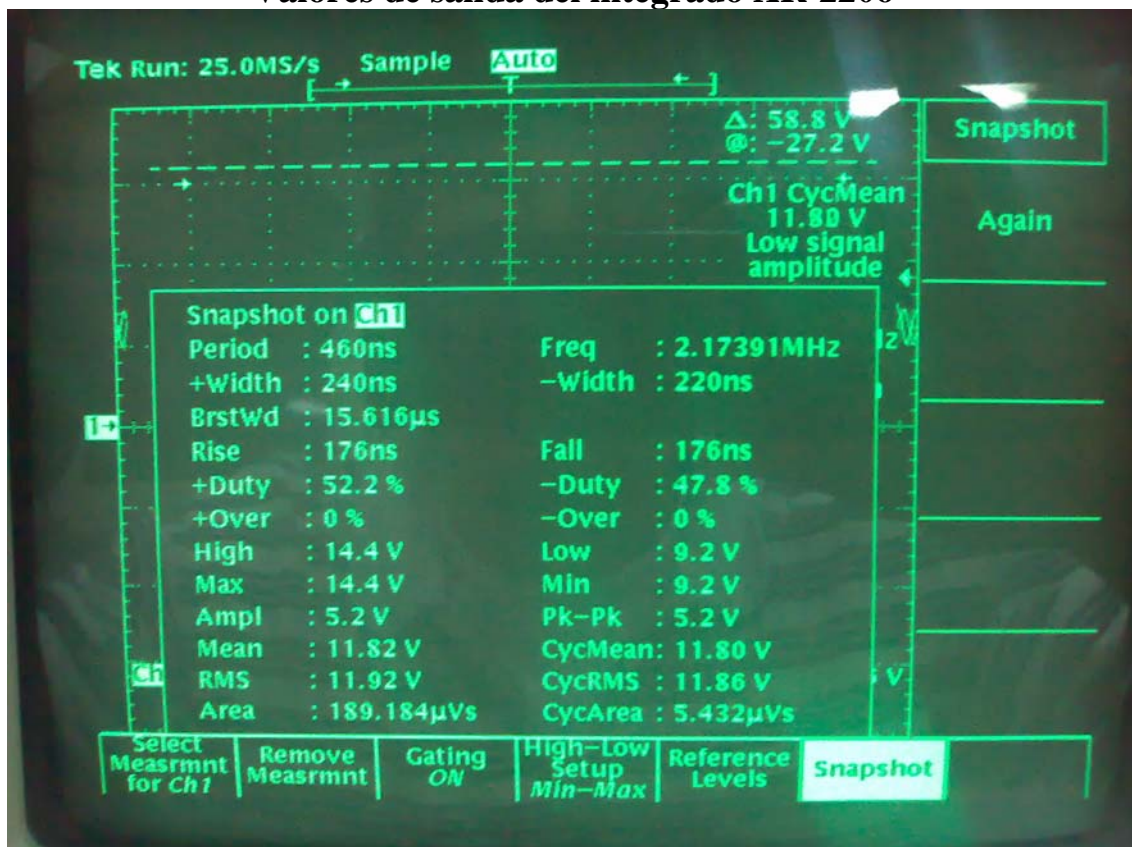 Valores de salida del integrado XR-2206
Tek Run: 25.0MS/s Sample Auto
T
Δ: 58.8 V
@: −27.2 V
Ch1 CycMean
11.80 V
Low signal
amplitude
Snapshot
Again
Snapshot on Ch1
Period : 460ns Freq : 2.17391MHz
+Width : 240ns −Width : 220ns
BrstWd : 15.616µs
Rise : 176ns Fall : 176ns
+Duty : 52.2 % −Duty : 47.8 %
+Over : 0 % −Over : 0 %
High : 14.4 V Low : 9.2 V
Max : 14.4 V Min : 9.2 V
Ampl : 5.2 V Pk−Pk : 5.2 V
Mean : 11.82 V CycMean: 11.80 V
RMS : 11.92 V CycRMS : 11.86 V
Area : 189.184µVs CycArea : 5.432µVs
1
Ch
V
Select
Measrmnt
for Ch1
Remove
Measrmnt
Gating
ON
High−Low
Setup
Min−Max
Reference
Levels
Snapshot